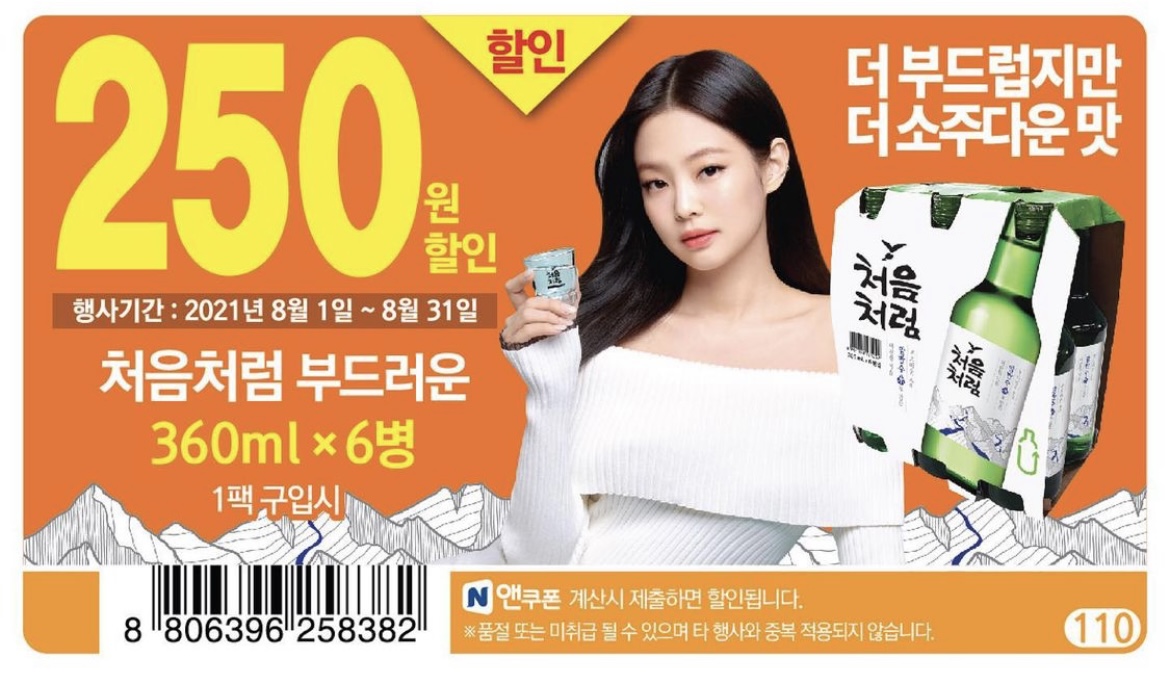 250
원
할인
할인
더 부드럽지만
더 소주다운 맛
행사기간 : 2021년 8월 1일 ~ 8월 31일
처음처럼 부드러운
360ml × 6병
1팩 구입시
처음
처럼
처음
처럼
처음
처럼
8 806396 258382
N 앤쿠폰 계산시 제출하면 할인됩니다.
※품절 또는 미취급 될 수 있으며 타 행사와 중복 적용되지 않습니다.
110